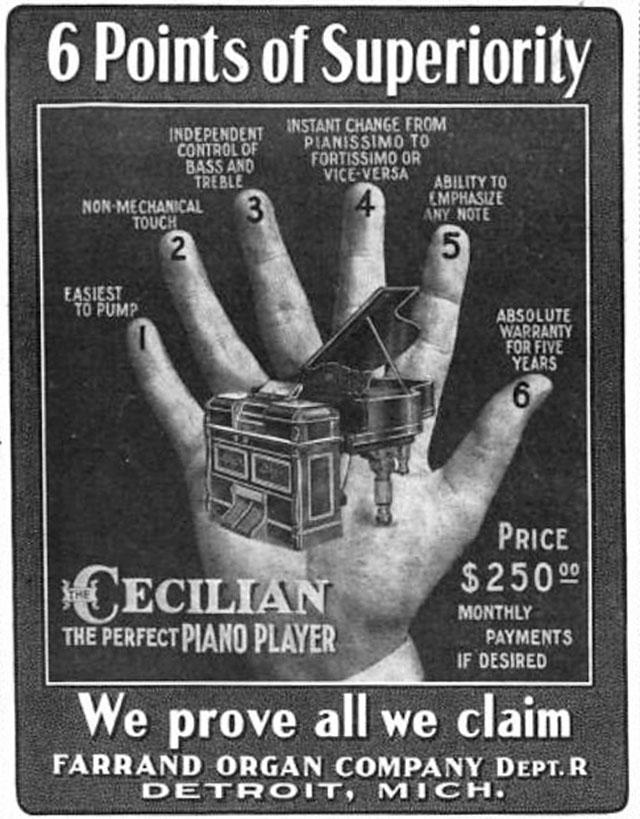 6 Points of Superiority
EASIEST
TO PUMP
1
NON-MECHANICAL
TOUCH
2
INDEPENDENT
CONTROL OF
BASS AND
TREBLE
3
INSTANT CHANGE FROM
PIANISSIMO TO
FORTISSIMO OR
VICE-VERSA
4
ABILITY TO
EMPHASIZE
ANY NOTE
5
ABSOLUTE
WARRANTY
FOR FIVE
YEARS
6
THE CECILIAN
THE PERFECT PIANO PLAYER
PRICE
$250 00
MONTHLY
PAYMENTS
IF DESIRED
We prove all we claim
FARRAND ORGAN COMPANY DEPT. R
DETROIT, MICH.